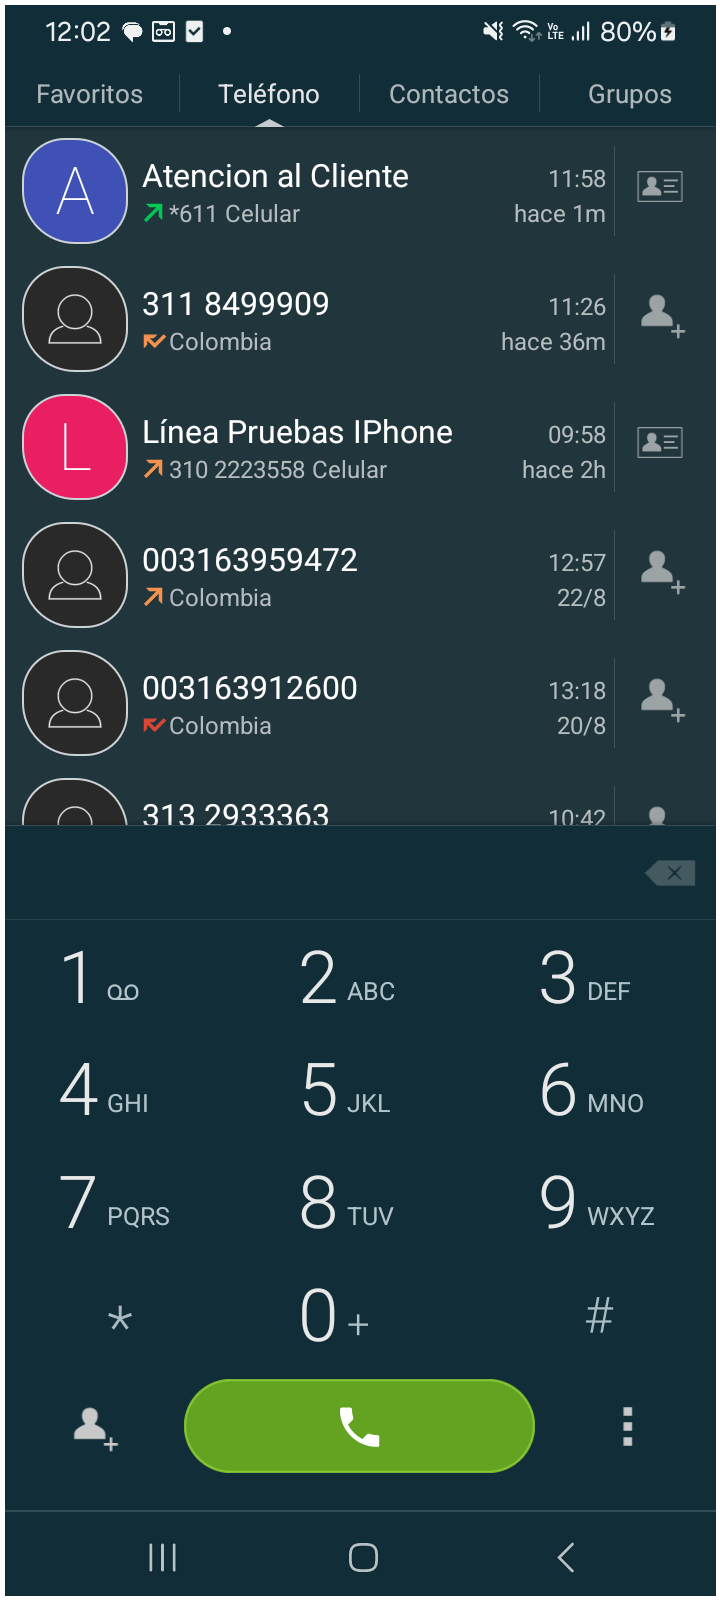 12:02 Vo LTE 80%
Favoritos Teléfono Contactos Grupos
A Atencion al Cliente 11:58
*611 Celular hace 1m
311 8499909 11:26
Colombia hace 36m
L Línea Pruebas IPhone 09:58
310 2223558 Celular hace 2h
003163959472 12:57
Colombia 22/8
003163912600 13:18
Colombia 20/8
313 2933363 10:42
1 2 ABC 3 DEF
4 GHI 5 JKL 6 MNO
7 PQRS 8 TUV 9 WXYZ
* 0 + #